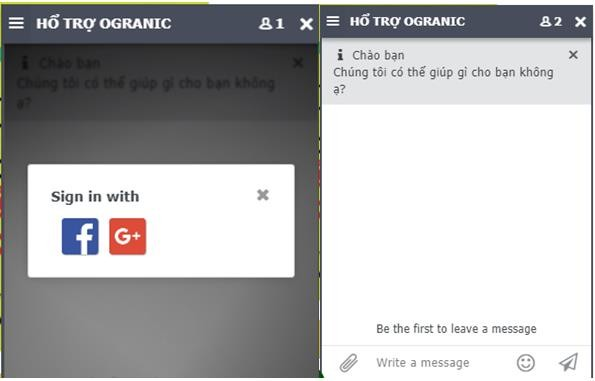 HỖ TRỢ OGRANIC
1
Chào bạn
Chúng tôi có thể giúp gì cho bạn không
ạ?
Sign in with
f
G+
HỖ TRỢ OGRANIC
2
Chào bạn
Chúng tôi có thể giúp gì cho bạn không
ạ?
Be the first to leave a message
Write a message